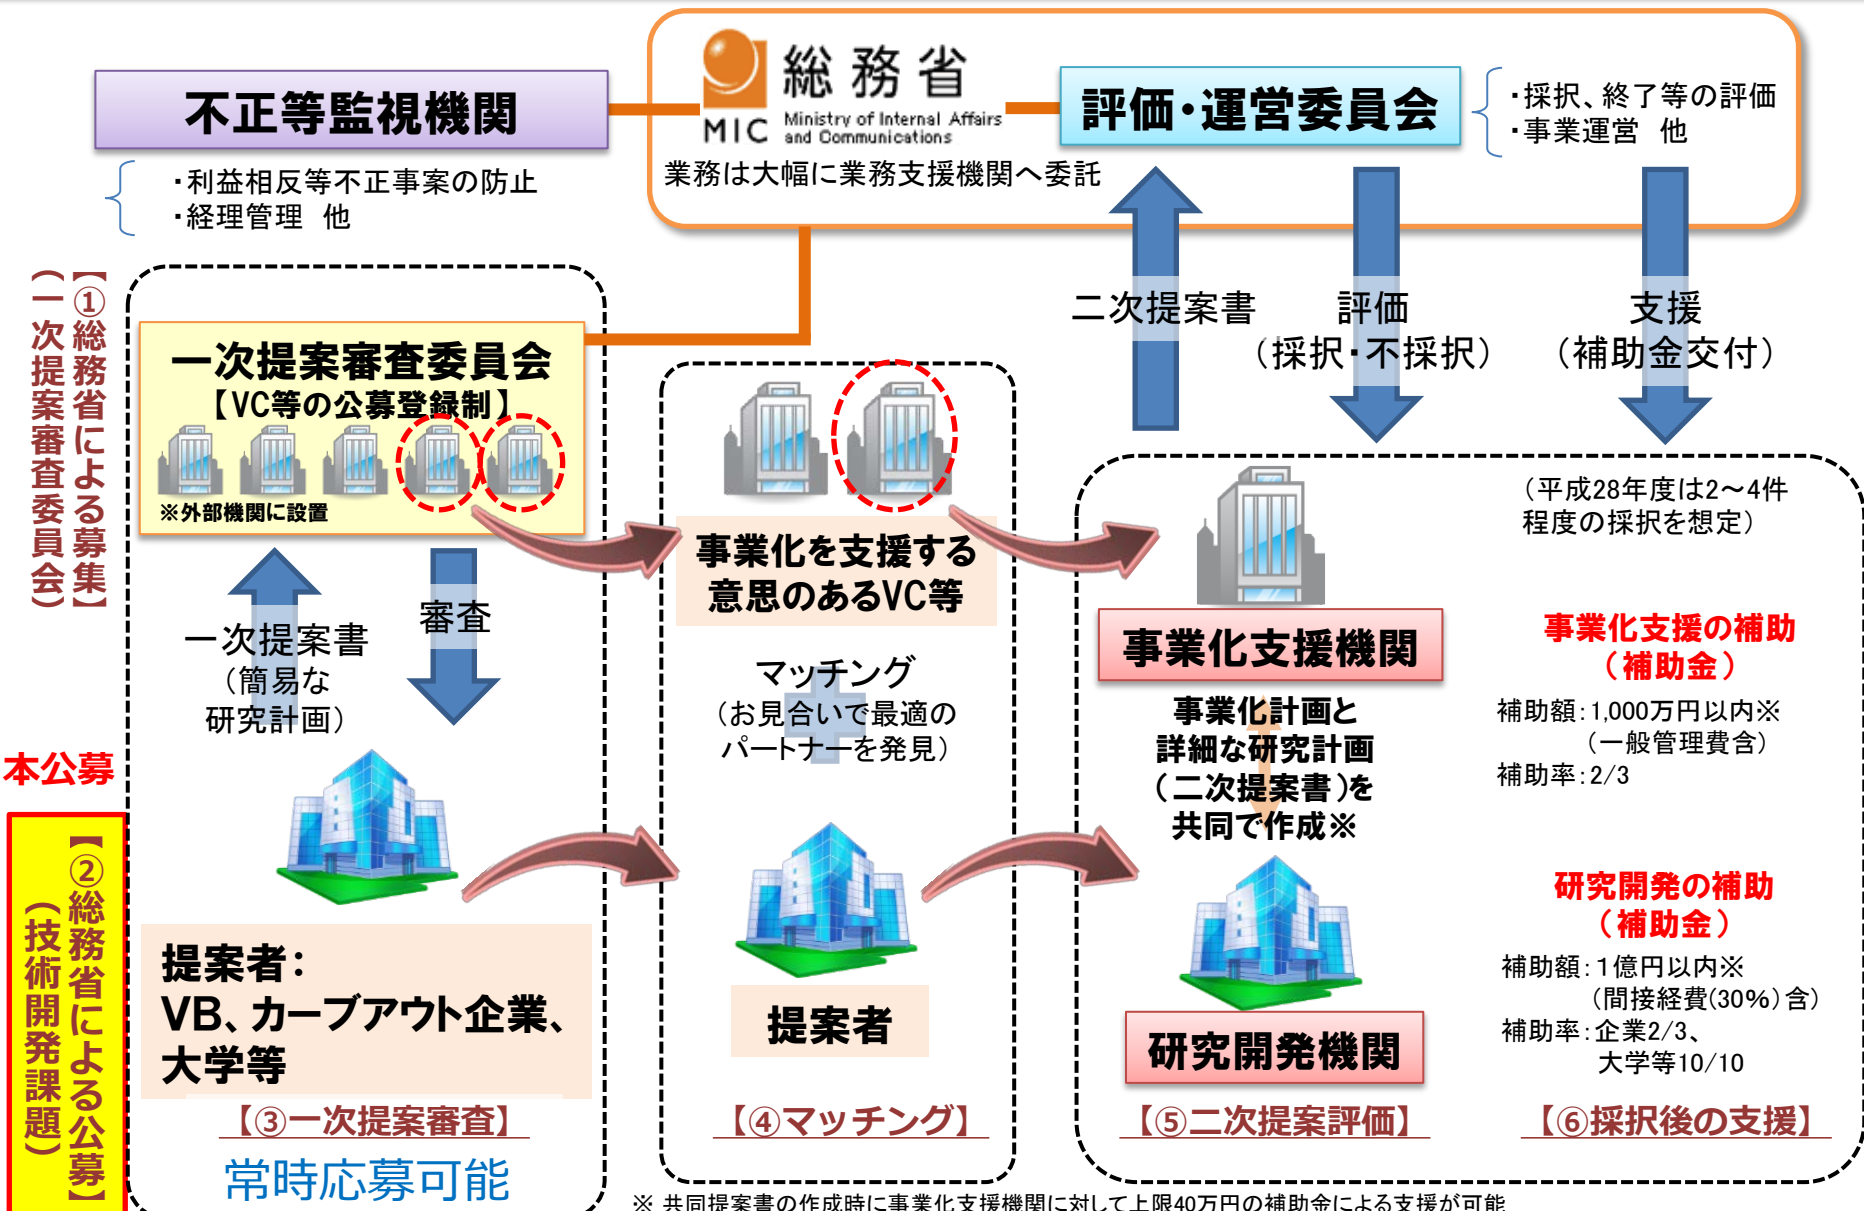 不正等監視機関
・利益相反等不正事案の防止
・経理管理 他
総務省
MIC
Ministry of Internal Affairs
and Communications
業務は大幅に業務支援機関へ委託
評価・運営委員会
・採択、終了等の評価
・事業運営 他
【①総務省による募集】
（一次提案審査委員会）
一次提案審査委員会
【VC等の公募登録制】
※外部機関に設置
一次提案書
（簡易な
研究計画）
審査
本公募
【②総務省による公募】
（技術開発課題）
提案者：
VB、カーブアウト企業、
大学等
【③一次提案審査】
常時応募可能
事業化を支援する
意思のあるVC等
マッチング
（お見合いで最適の
パートナーを発見）
提案者
【④マッチング】
二次提案書
評価
（採択・不採択）
支援
（補助金交付）
事業化支援機関
事業化計画と
詳細な研究計画
（二次提案書）を
共同で作成※
研究開発機関
【⑤二次提案評価】
（平成28年度は2～4件
程度の採択を想定）
事業化支援の補助
（補助金）
補助額：1,000万円以内※
（一般管理費含）
補助率：2/3
研究開発の補助
（補助金）
補助額：1億円以内※
（間接経費(30%)含）
補助率：企業2/3、
大学等10/10
【⑥採択後の支援】
※ 共同提案書の作成時に事業化支援機関に対して上限40万円の補助金による支援が可能